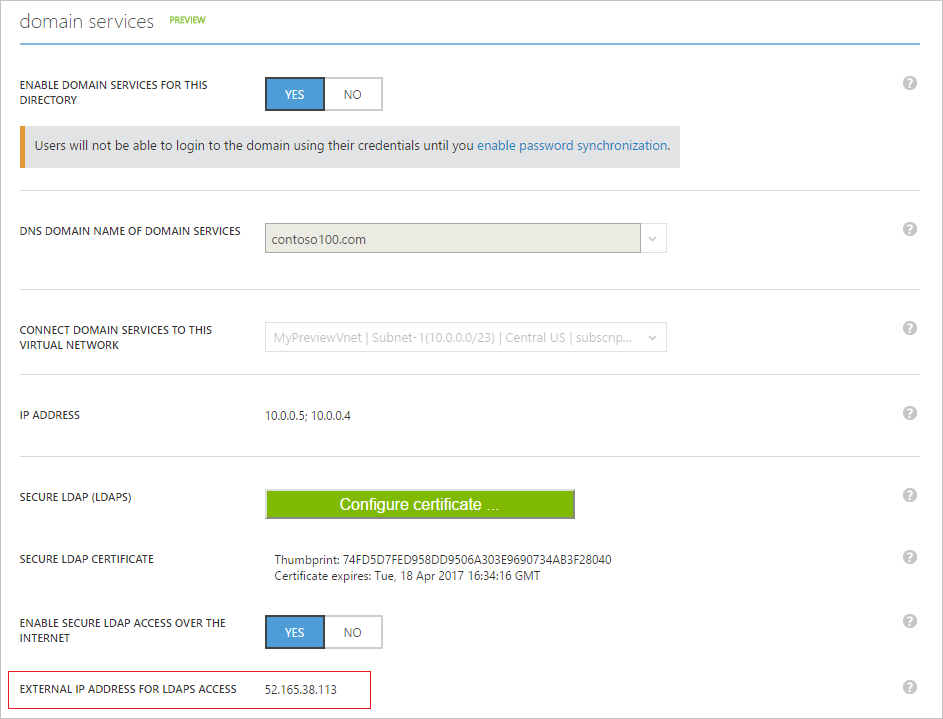 domain services PREVIEW
ENABLE DOMAIN SERVICES FOR THIS
DIRECTORY
YES NO
?
Users will not be able to login to the domain using their credentials until you enable password synchronization.
DNS DOMAIN NAME OF DOMAIN SERVICES
contoso100.com
?
CONNECT DOMAIN SERVICES TO THIS
VIRTUAL NETWORK
MyPreviewVnet | Subnet-1(10.0.0.0/23) | Central US | subscrip...
?
IP ADDRESS
10.0.0.5; 10.0.0.4
?
SECURE LDAP (LDAPS)
Configure certificate ...
?
SECURE LDAP CERTIFICATE
Thumbprint: 74FD5D7FED958DD9506A303E9690734AB3F28040
Certificate expires: Tue, 18 Apr 2017 16:34:16 GMT
?
ENABLE SECURE LDAP ACCESS OVER THE
INTERNET
YES NO
?
EXTERNAL IP ADDRESS FOR LDAPS ACCESS
52.165.38.113
?